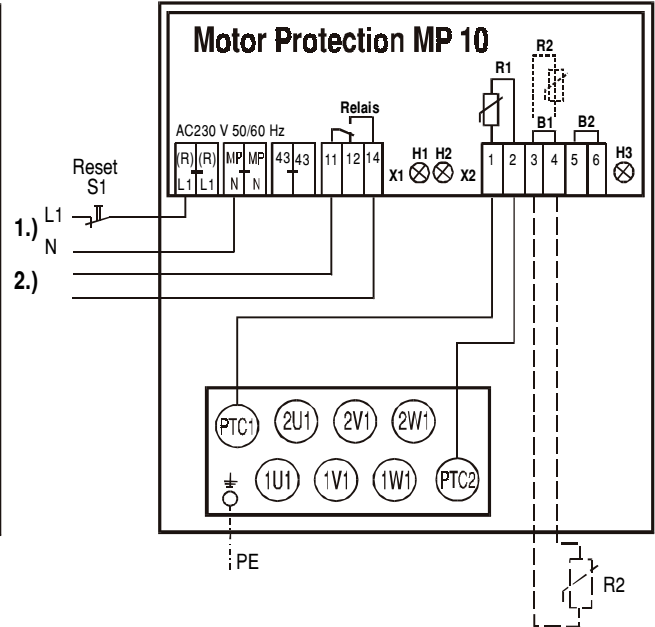 Motor Protection MP 10
R2
R1
Relais
B1 B2
AC230 V 50/60 Hz
(R) (R) MP MP 43 43 11 12 14 X1 H1 H2 X2 1 2 3 4 5 6 H3
L1 L1 N N
Reset
S1
1.) L1
N
2.)
PTC1 2U1 2V1 2W1
1U1 1V1 1W1 PTC2
PE
R2